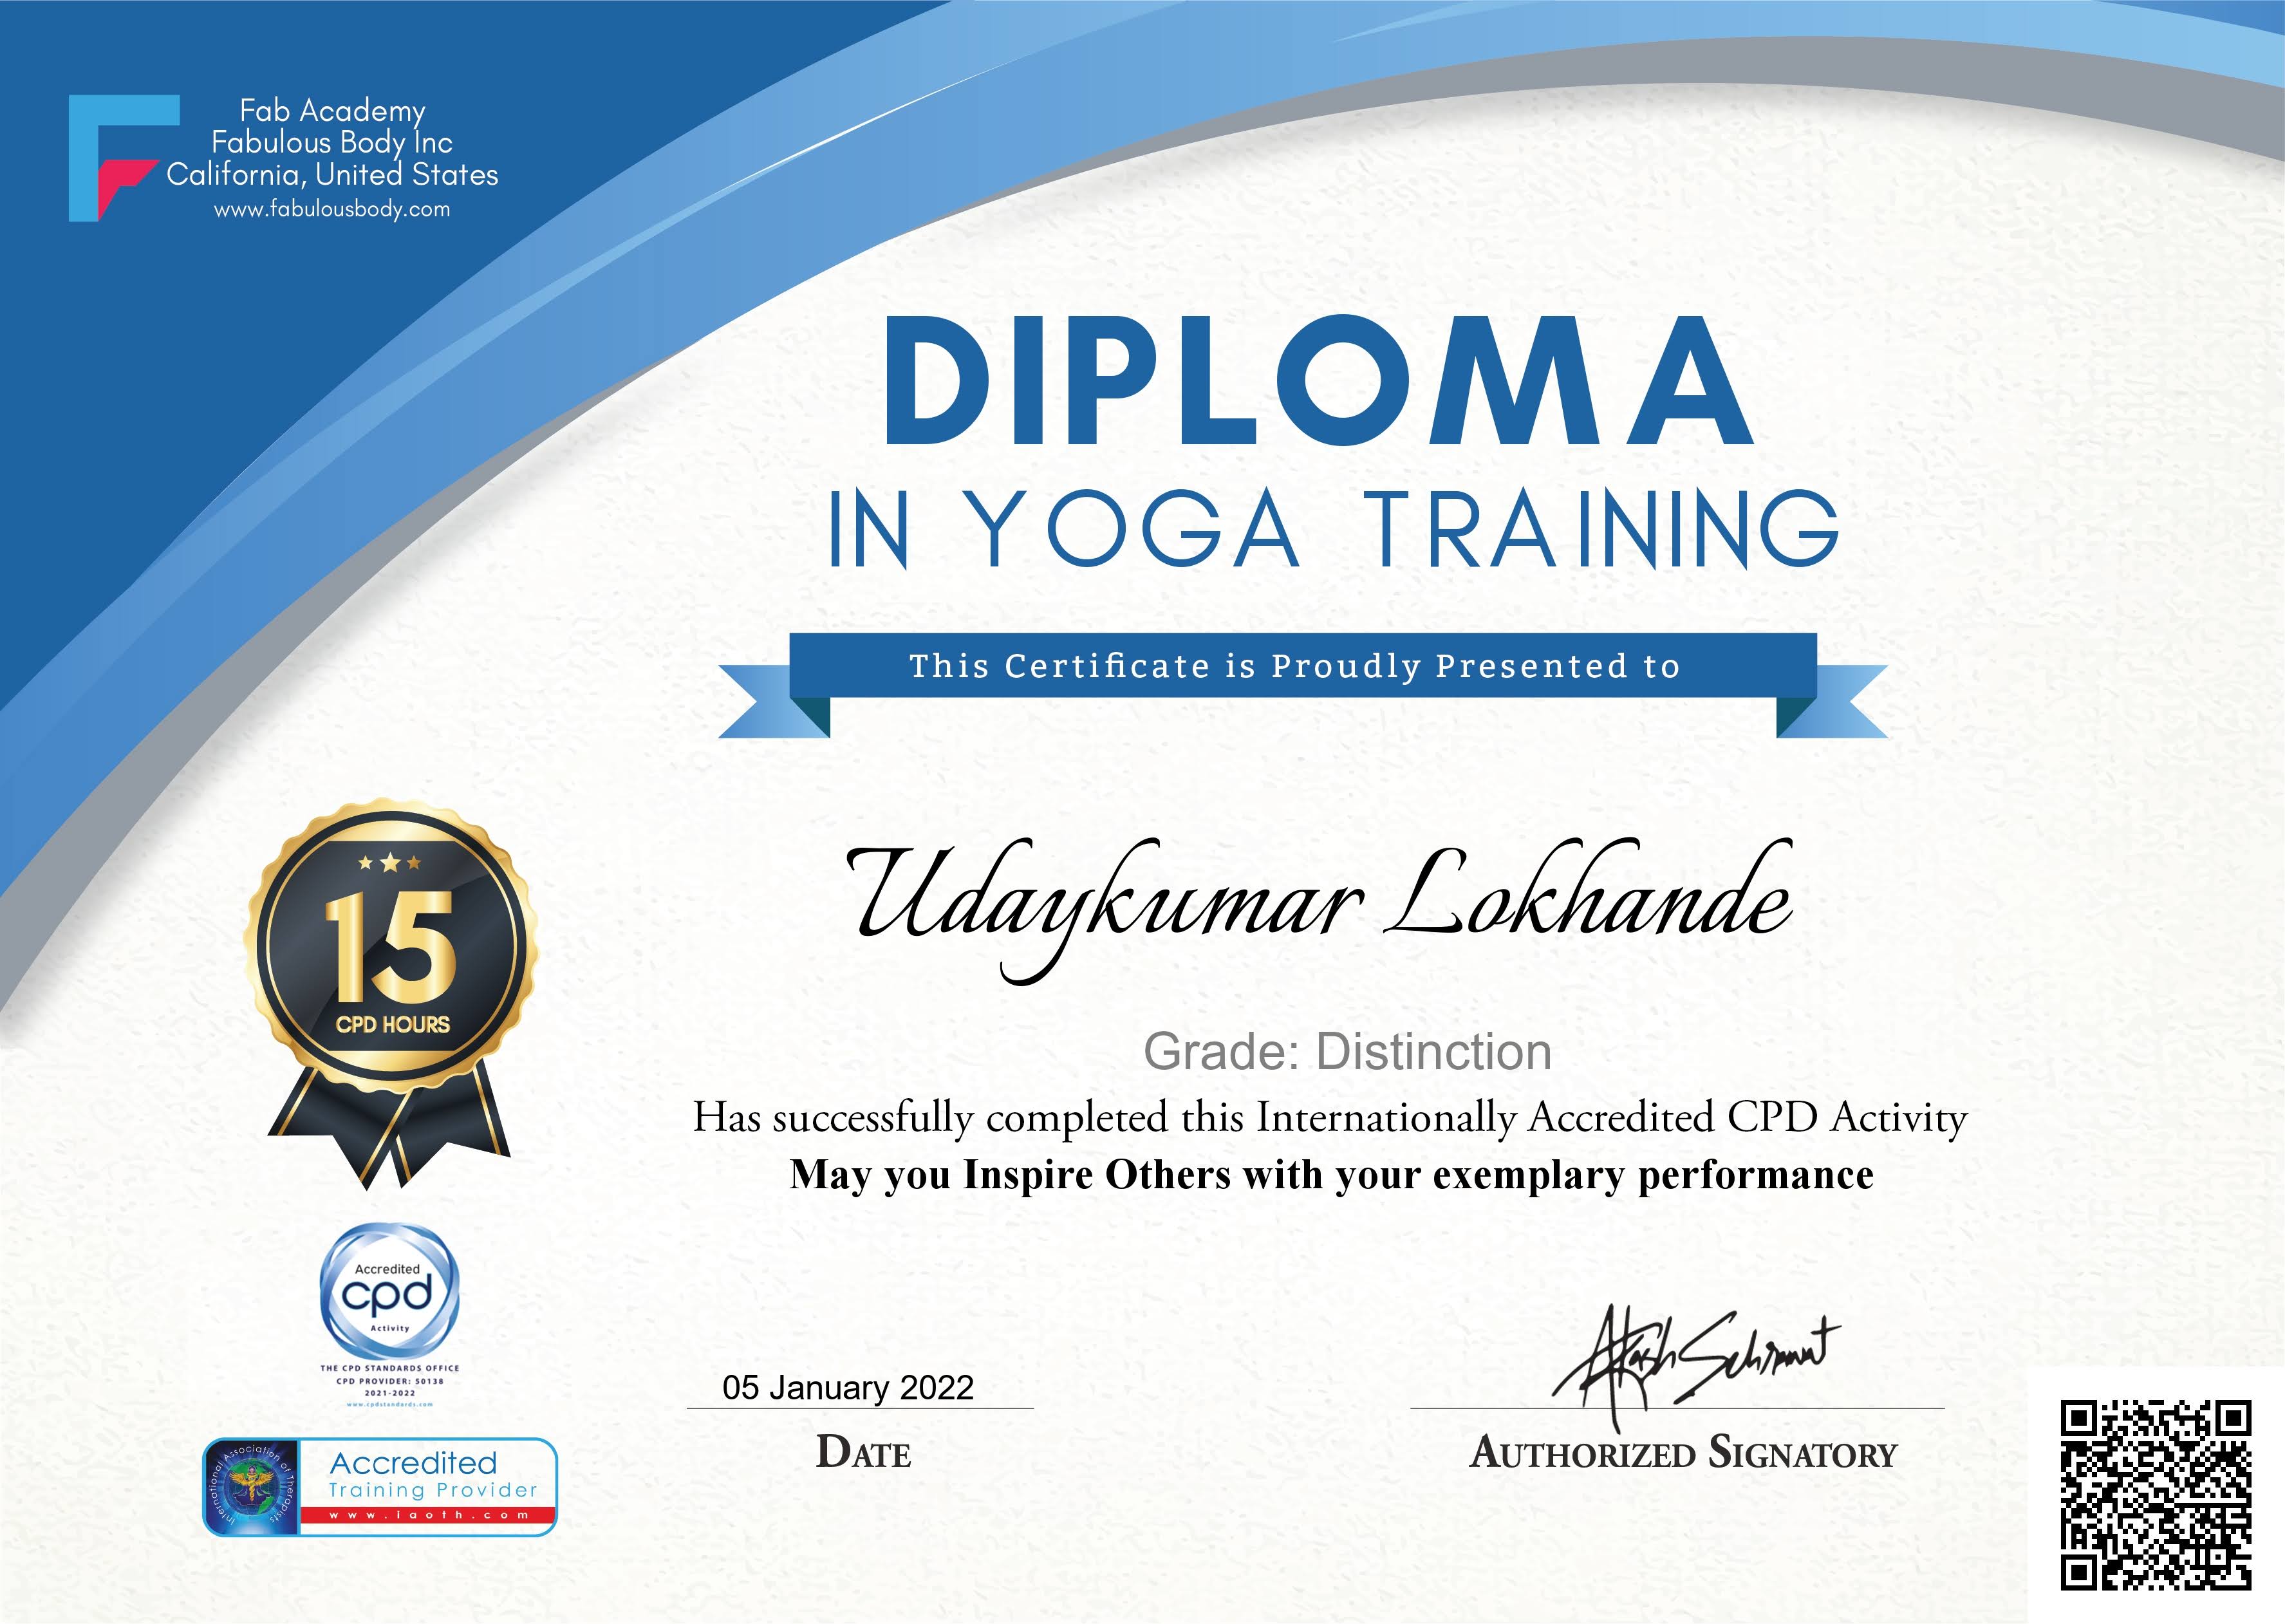 Fab Academy
Fabulous Body Inc
California, United States
www.fabulousbody.com
DIPLOMA
IN YOGA TRAINING
This Certificate is Proudly Presented to
Udaykumar Lokhande
15
CPD HOURS
Grade: Distinction
Has successfully completed this Internationally Accredited CPD Activity
May you Inspire Others with your exemplary performance
Accredited
cpd
Activity
THE CPD STANDARDS OFFICE
CPD PROVIDER: 50138
2021-2022
www.cpdstandards.com
05 January 2022
DATE
AUTHORIZED SIGNATORY
International Association of Therapists
Accredited
Training Provider
www.iaoth.com